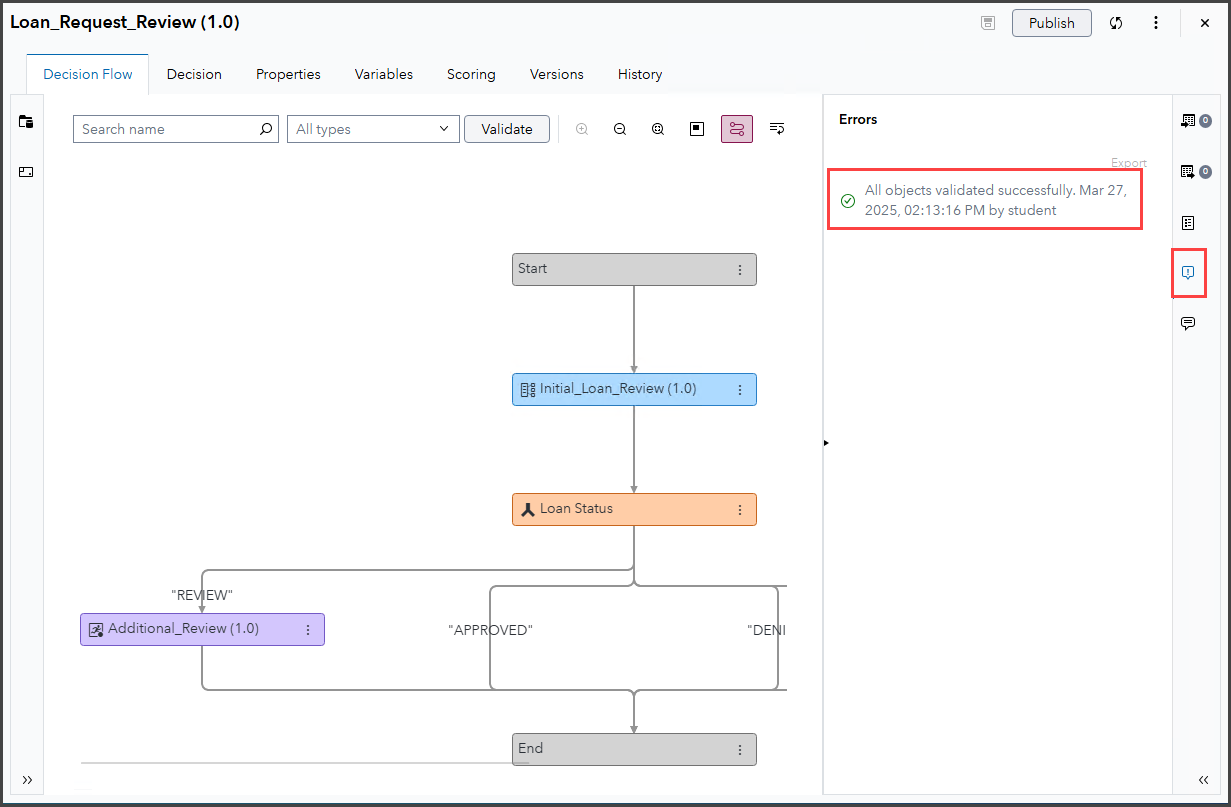 Loan_Request_Review (1.0)
Publish
Decision Flow
Decision
Properties
Variables
Scoring
Versions
History
Search name
All types
Validate
Errors
Export
All objects validated successfully. Mar 27,
2025, 02:13:16 PM by student
0
0
Start
Initial_Loan_Review (1.0)
Loan Status
"REVIEW"
Additional_Review (1.0)
"APPROVED"
"DENI
End